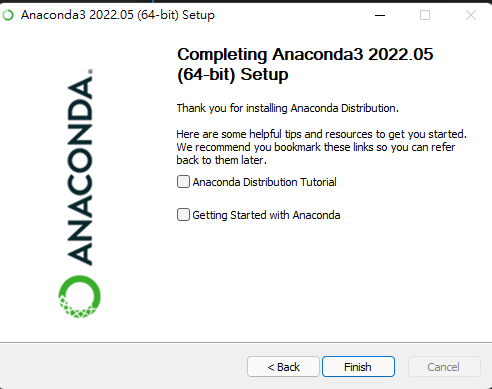 Anaconda3 2022.05 (64-bit) Setup
Completing Anaconda3 2022.05
(64-bit) Setup
Thank you for installing Anaconda Distribution.
Here are some helpful tips and resources to get you started.
We recommend you bookmark these links so you can refer
back to them later.
Anaconda Distribution Tutorial
Getting Started with Anaconda
ANACONDA.
< Back
Finish
Cancel